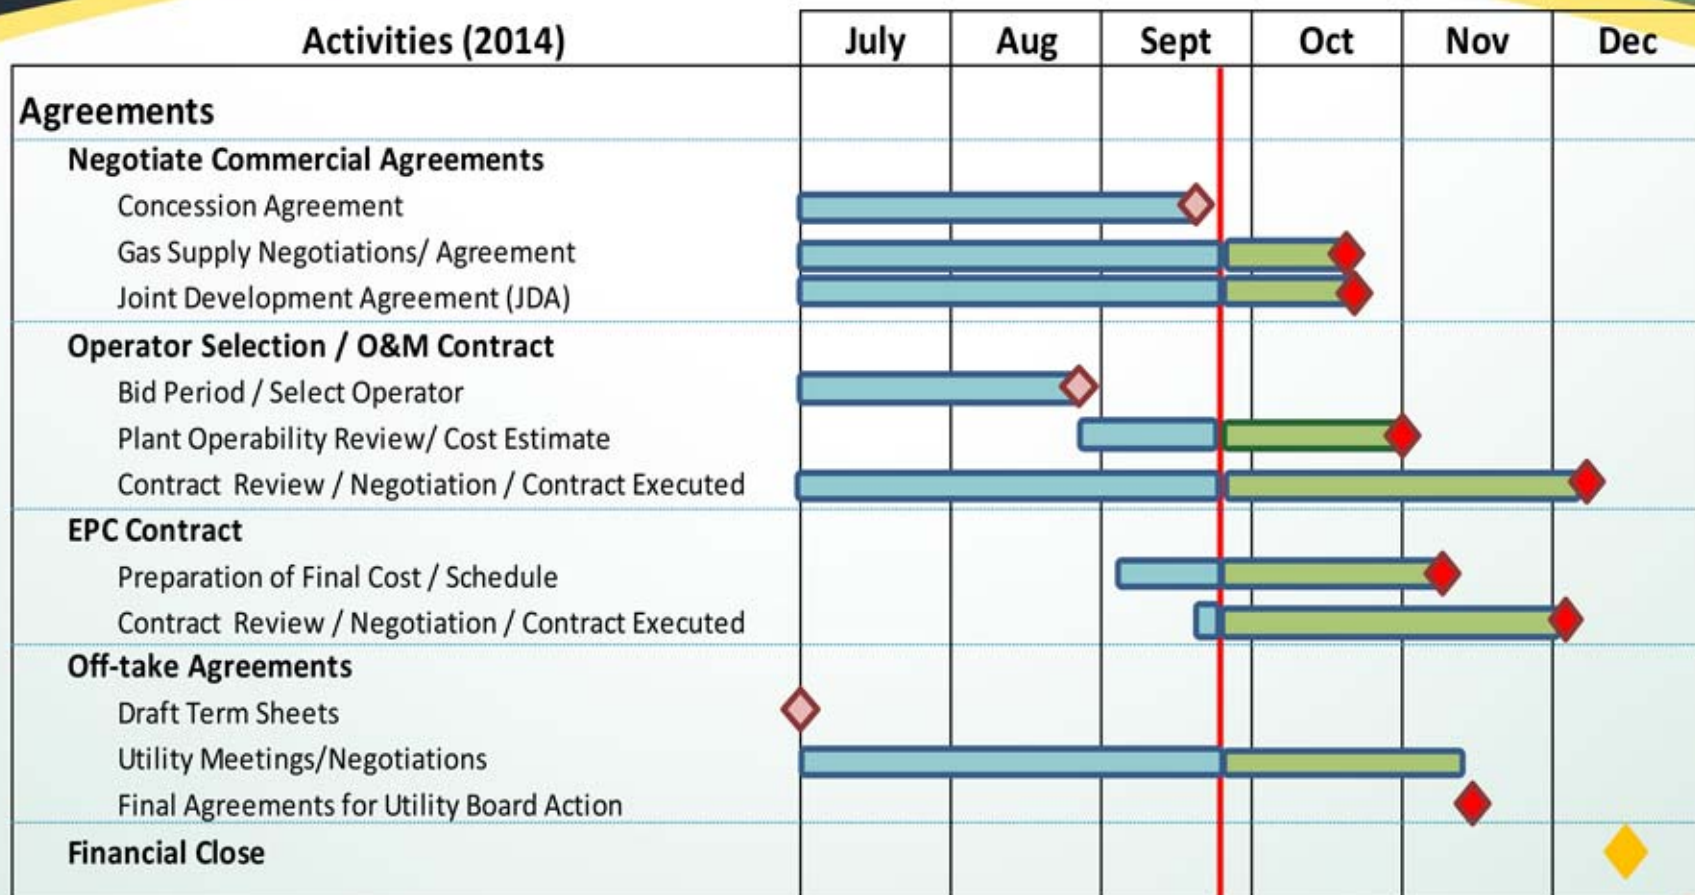 Activities (2014) July Aug Sept Oct Nov Dec
Agreements
Negotiate Commercial Agreements
Concession Agreement
Gas Supply Negotiations/ Agreement
Joint Development Agreement (JDA)
Operator Selection / O&M Contract
Bid Period / Select Operator
Plant Operability Review/ Cost Estimate
Contract Review / Negotiation / Contract Executed
EPC Contract
Preparation of Final Cost / Schedule
Contract Review / Negotiation / Contract Executed
Off-take Agreements
Draft Term Sheets
Utility Meetings/Negotiations
Final Agreements for Utility Board Action
Financial Close